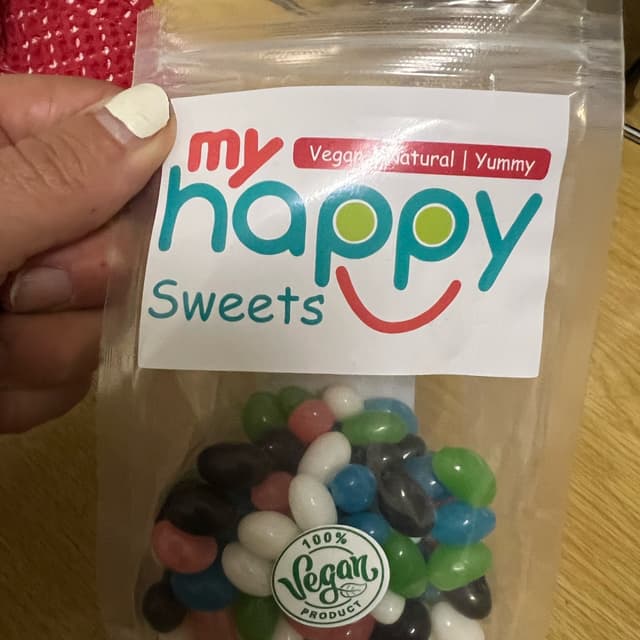 my
Vegan | Natural | Yummy
happy
Sweets
100%
Vegan
PRODUCT